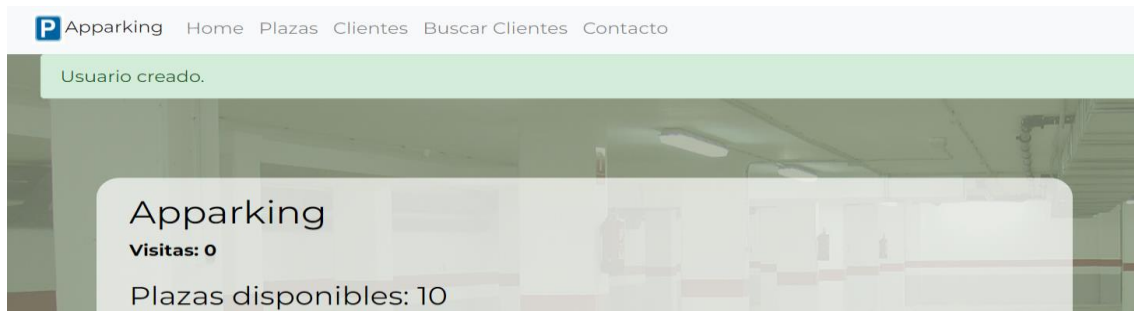 P Apparking Home Plazas Clientes Buscar Clientes Contacto
Usuario creado.
Apparking
Visitas: 0
Plazas disponibles: 10